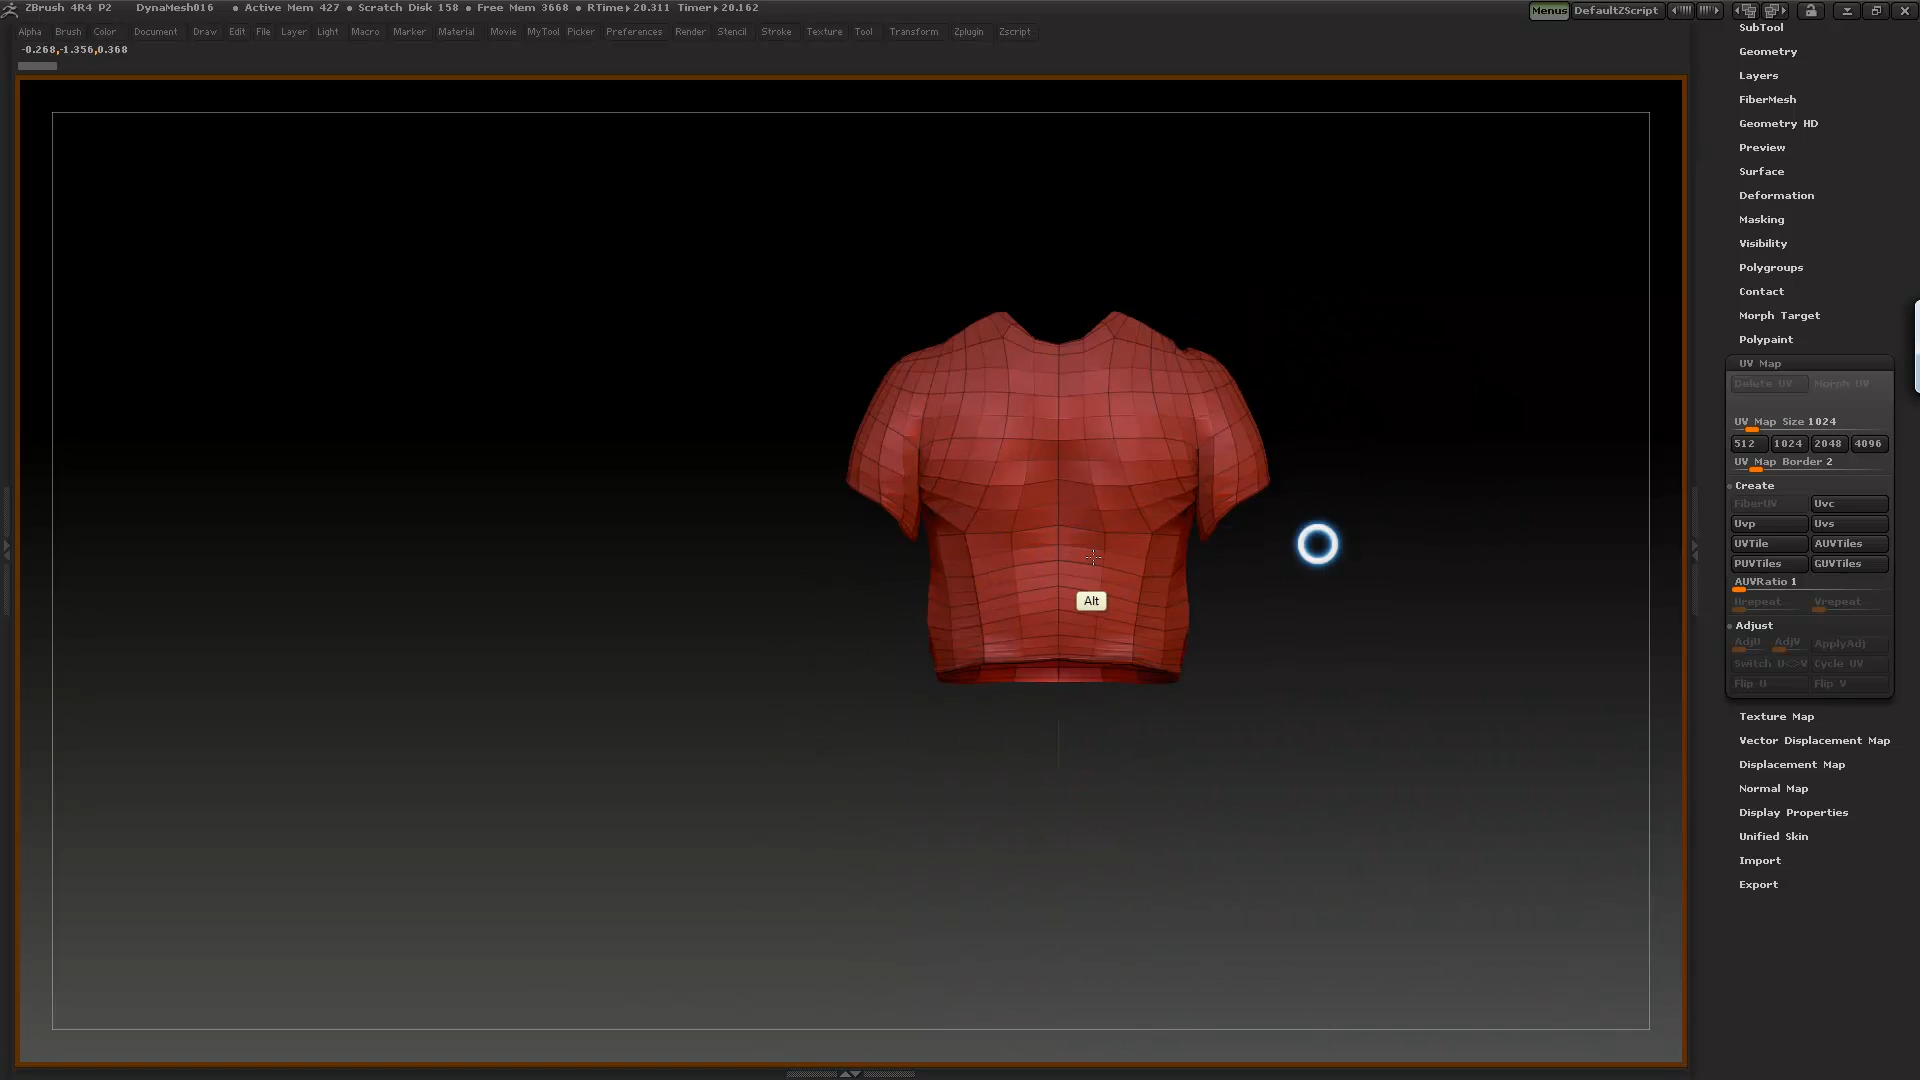 ZBrush 4R4 P2 DynaMesh016 ● Active Mem 427 ● Scratch Disk 158 ● Free Mem 3668 ● RTime▸20.311 Timer▸20.162 Menus DefaultZScript
Alpha Brush Color Document Draw Edit File Layer Light Macro Marker Material Movie MyTool Picker Preferences Render Stencil Stroke Texture Tool Transform Zplugin Zscript
-0.268,-1.356,0.368
SubTool
Geometry
Layers
FiberMesh
Geometry HD
Preview
Surface
Deformation
Masking
Visibility
Polygroups
Contact
Morph Target
Polypaint
UV Map
Delete UV Morph UV
UV Map Size 1024
512 1024 2048 4096
UV Map Border 2
Create
FiberUV Uvc
Uvp Uvs
UVTile AUVTiles
PUVTiles GUVTiles
AUVRatio 1
Hrepeat Vrepeat
Adjust
AdjU AdjV ApplyAdj
Switch U<>V Cycle UV
Flip U Flip V
Texture Map
Vector Displacement Map
Displacement Map
Normal Map
Display Properties
Unified Skin
Import
Export
Alt